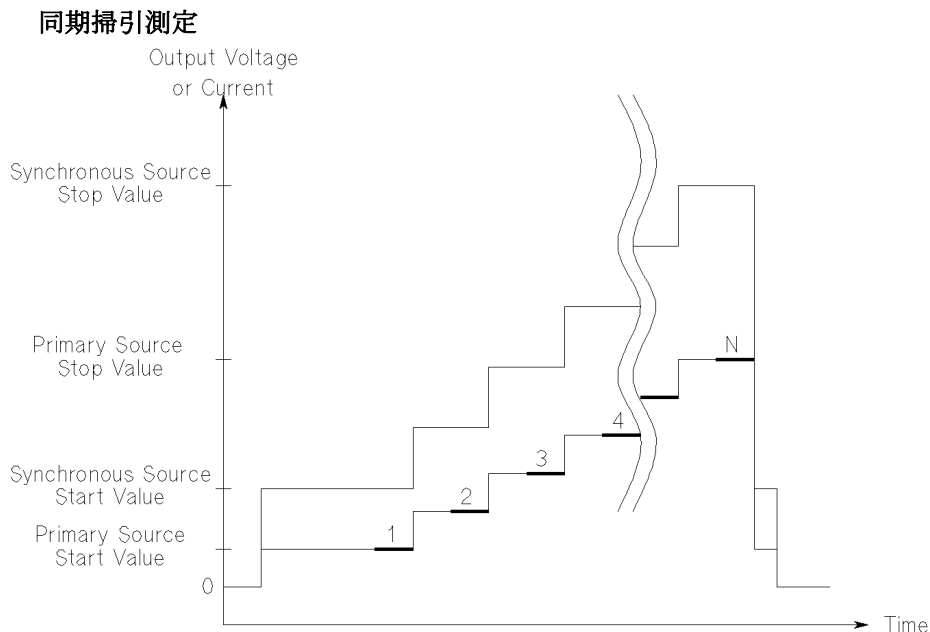 同期掃引測定
Output Voltage
or Current
Synchronous Source
Stop Value
Primary Source
Stop Value
N
4
3
Synchronous Source
Start Value
2
1
Primary Source
Start Value
0
Time